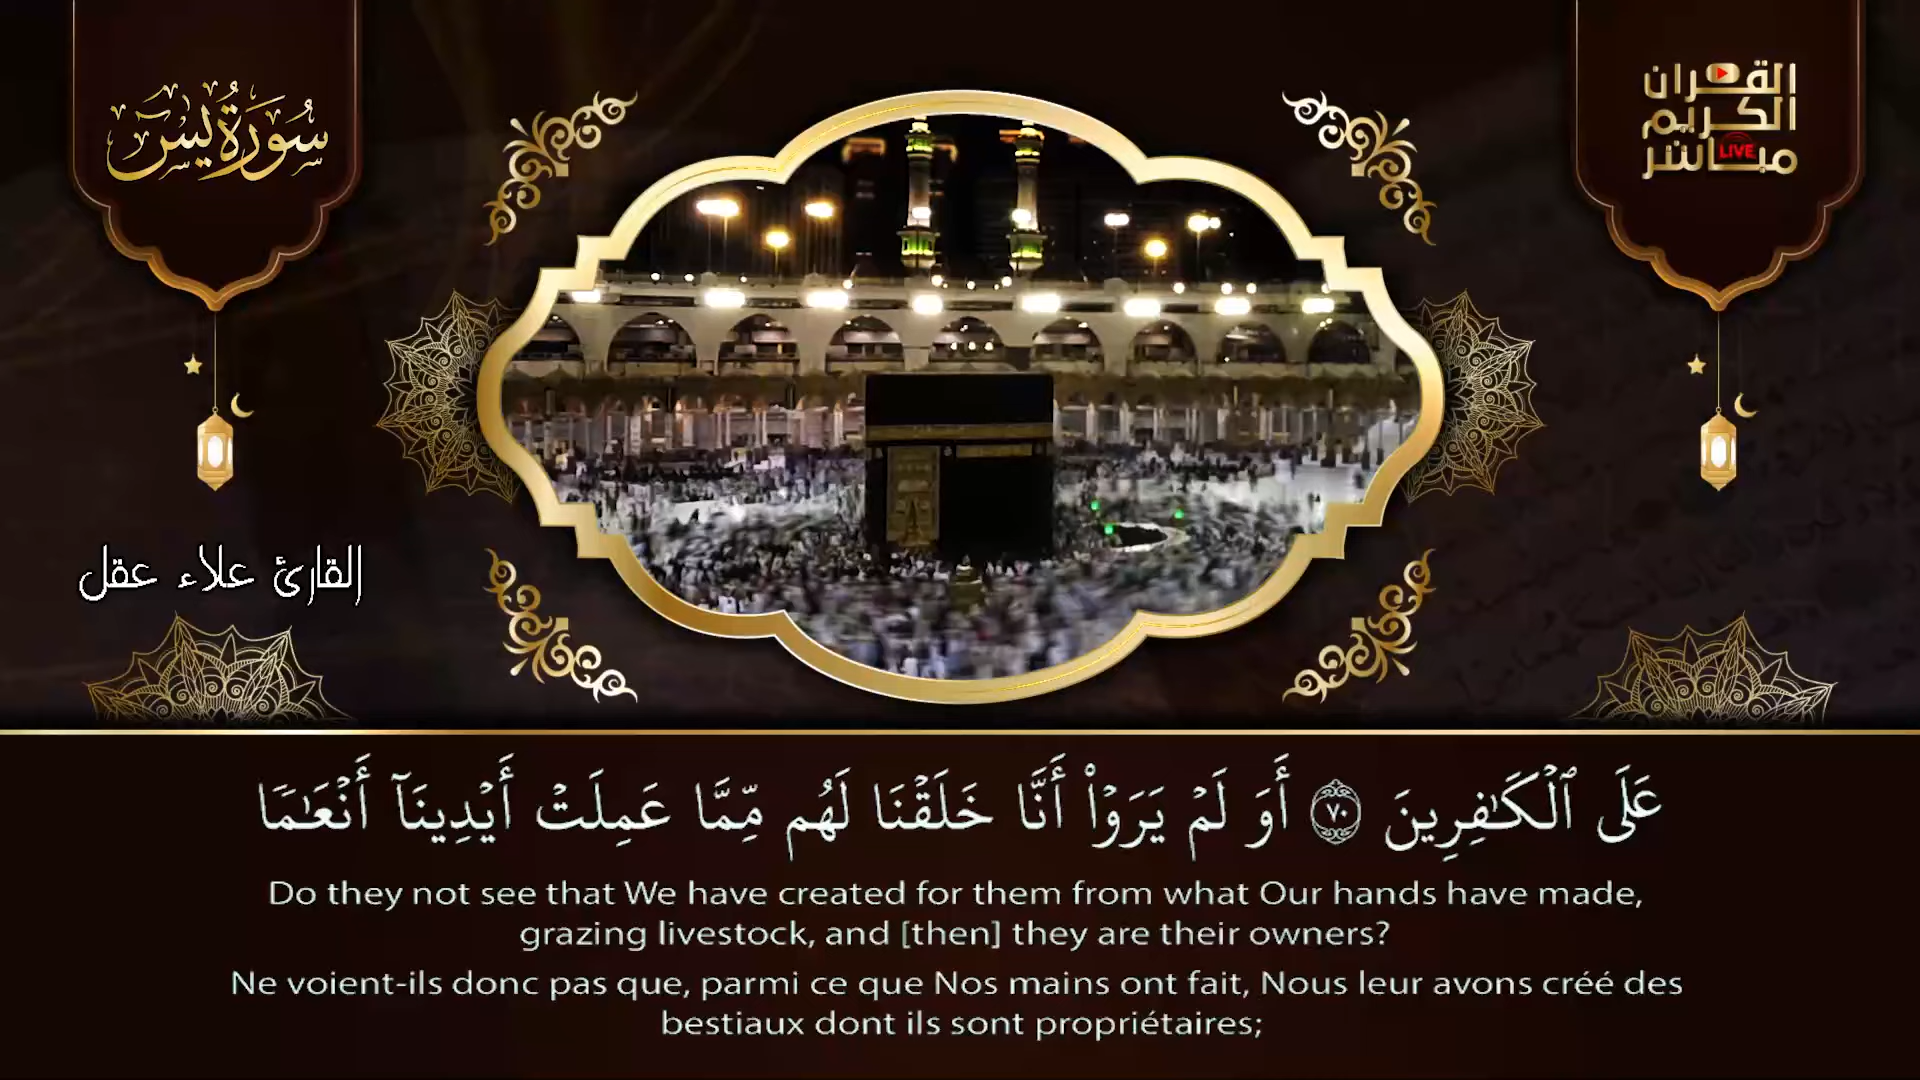 سُورَةُ يسٓ
القرآن
الكريم
مباشر
LIVE
القارئ علاء عقل
عَلَى ٱلْكَـٰفِرِينَ ٧٠ أَوَ لَمْ يَرَوْا۟ أَنَّا خَلَقْنَا لَهُم مِّمَّا عَمِلَتْ أَيْدِينَآ أَنْعَـٰمًا
Do they not see that We have created for them from what Our hands have made,
grazing livestock, and [then] they are their owners?
Ne voient-ils donc pas que, parmi ce que Nos mains ont fait, Nous leur avons créé des
bestiaux dont ils sont propriétaires;